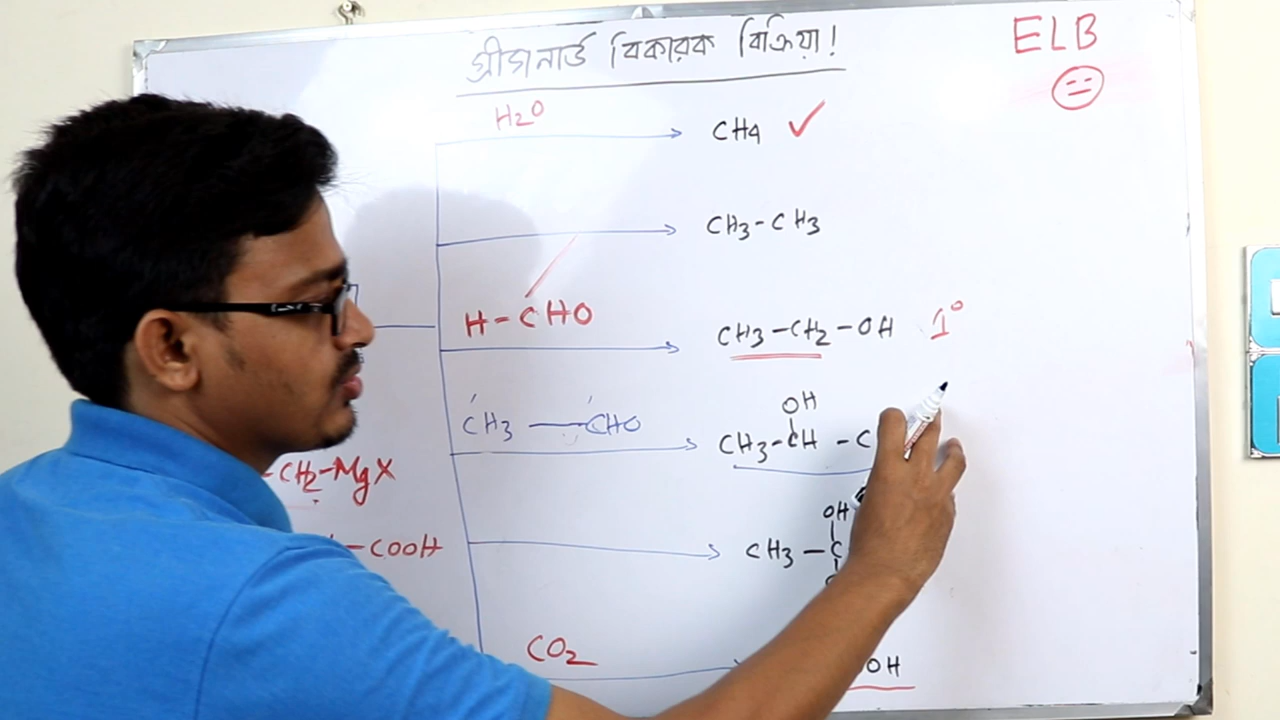 গ্রীগনার্ড বিকারক বিক্রিয়া!
ELB
H2O
CH4
CH3-CH3
H-CHO
CH3-CH2-OH 1°
CH3 —CHO
OH
CH3-CH -C
-CH2-MgX
OH
CH3 -C
-COOH
CO2
OH